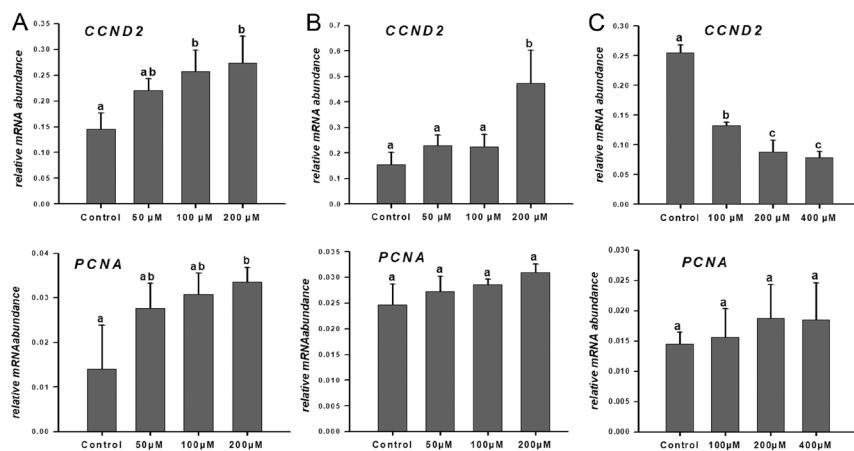 A
CCND2
relative mRNA abundance
0.35
0.30
0.25
0.20
0.15
0.10
0.05
0.00
a
ab
b
b
Control 50 µM 100 µM 200 µM
B
CCND2
relative mRNA abundance
0.7
0.6
0.5
0.4
0.3
0.2
0.1
0.0
a
a
a
b
Control 50 µM 100 µM 200 µM
C
CCND2
relative mRNA abundance
0.30
0.25
0.20
0.15
0.10
0.05
0.00
a
b
c
c
Control 100 µM 200 µM 400 µM
PCNA
relative mRNAabundance
0.04
0.03
0.02
0.01
0.00
a
ab
ab
b
Control 50 µM 100 µM 200µM
PCNA
relative mRNAabundance
0.035
0.030
0.025
0.020
0.015
0.010
0.005
0.000
a
a
a
a
Control 50µM 100µM 200µM
PCNA
relative mRNA abundance
0.030
0.025
0.020
0.015
0.010
0.005
0.000
a
a
a
a
Control 100µM 200µM 400µM